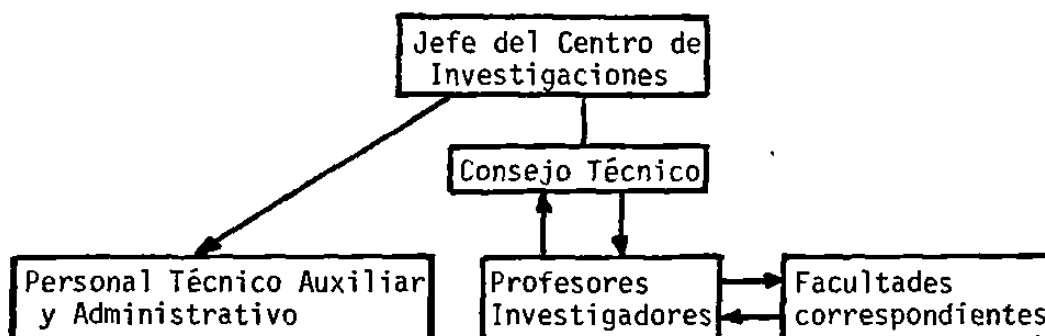 Jefe del Centro de
Investigaciones
Consejo Técnico
Personal Técnico Auxiliar
y Administrativo
Profesores
Investigadores
Facultades
correspondientes